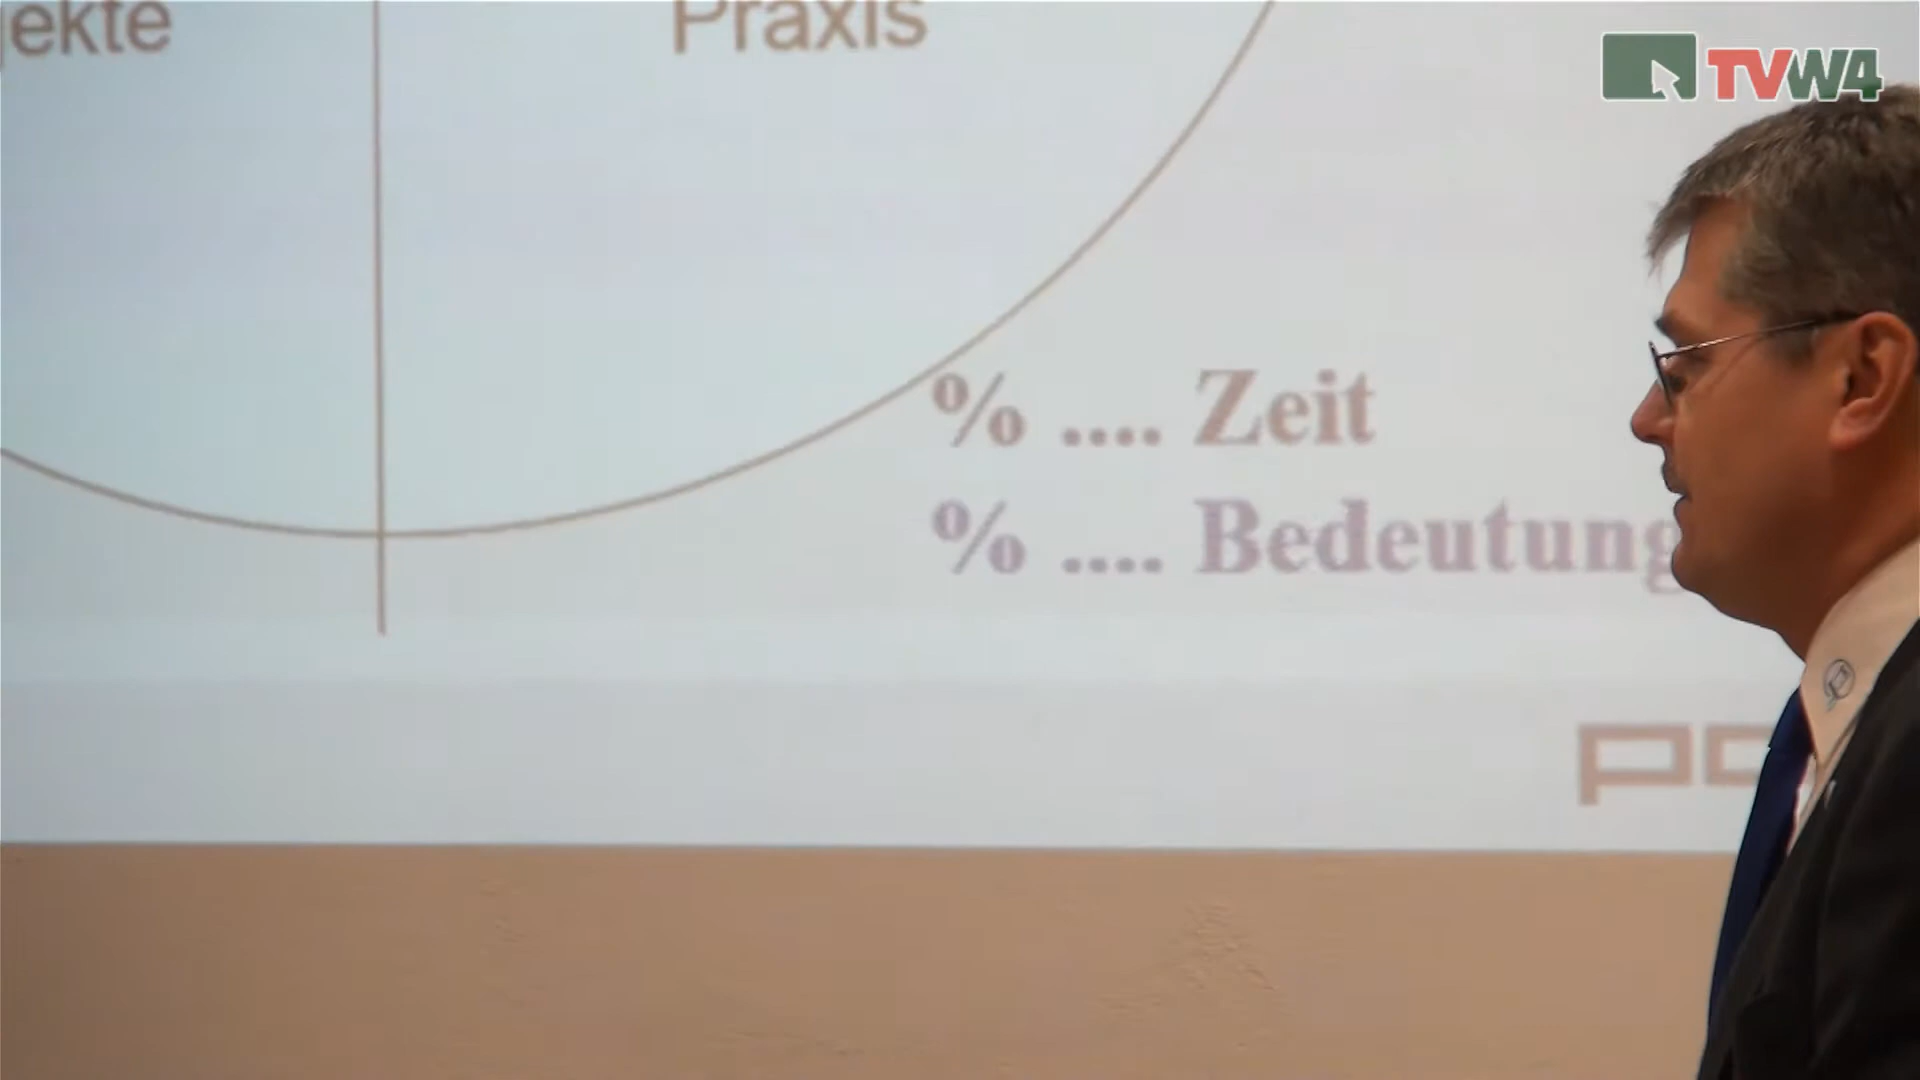 jekte
Praxis
TVW4
% .... Zeit
% .... Bedeutung